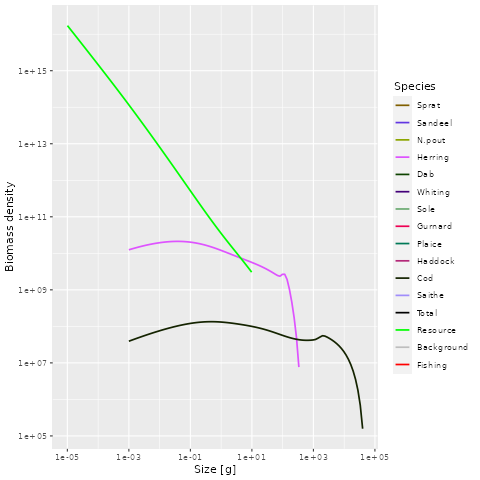 Biomass density
1e+15
1e+13
1e+11
1e+09
1e+07
1e+05
1e-05 1e-03 1e-01 1e+01 1e+03 1e+05
Size [g]
Species
Sprat
Sandeel
N.pout
Herring
Dab
Whiting
Sole
Gurnard
Plaice
Haddock
Cod
Saithe
Total
Resource
Background
Fishing